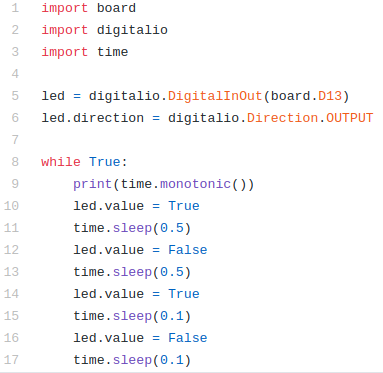 1 import board
2 import digitalio
3 import time
4
5 led = digitalio.DigitalInOut(board.D13)
6 led.direction = digitalio.Direction.OUTPUT
7
8 while True:
9     print(time.monotonic())
10     led.value = True
11     time.sleep(0.5)
12     led.value = False
13     time.sleep(0.5)
14     led.value = True
15     time.sleep(0.1)
16     led.value = False
17     time.sleep(0.1)